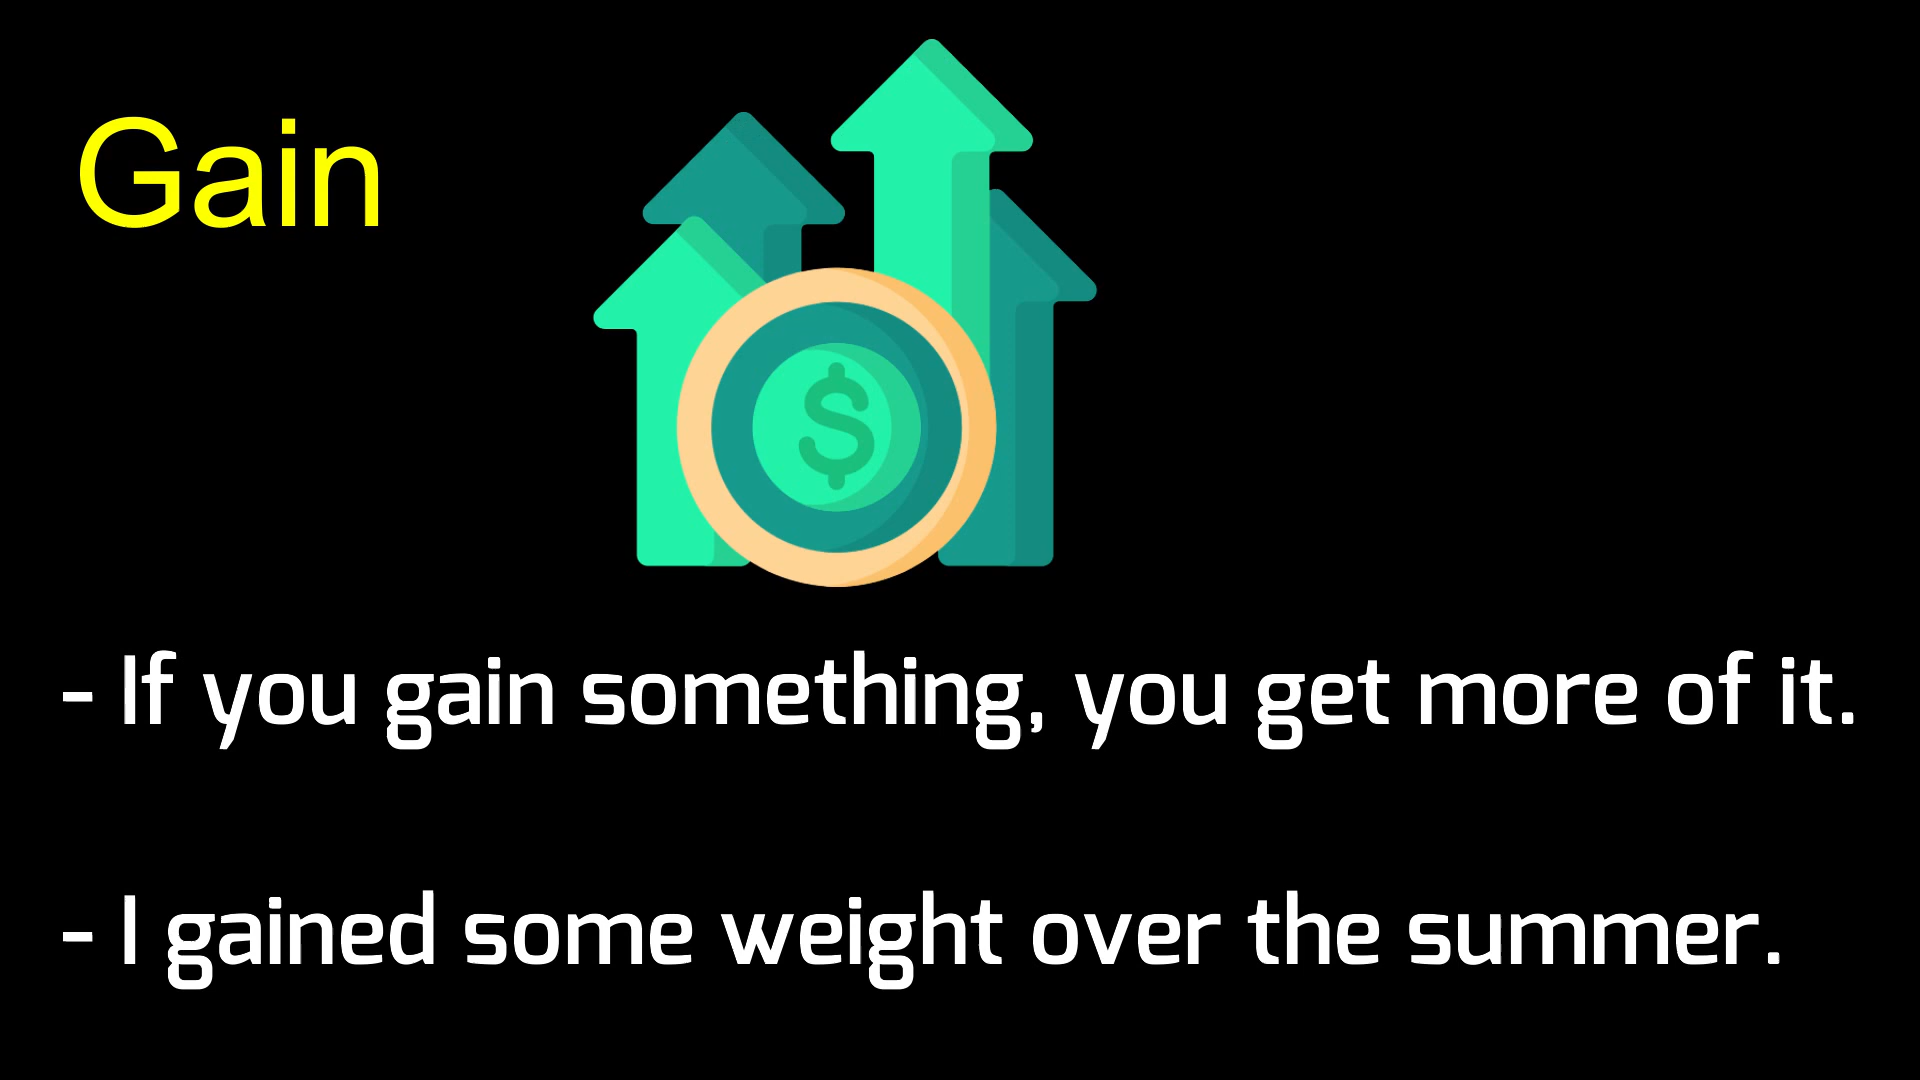 Gain
$
- If you gain something, you get more of it.
- I gained some weight over the summer.